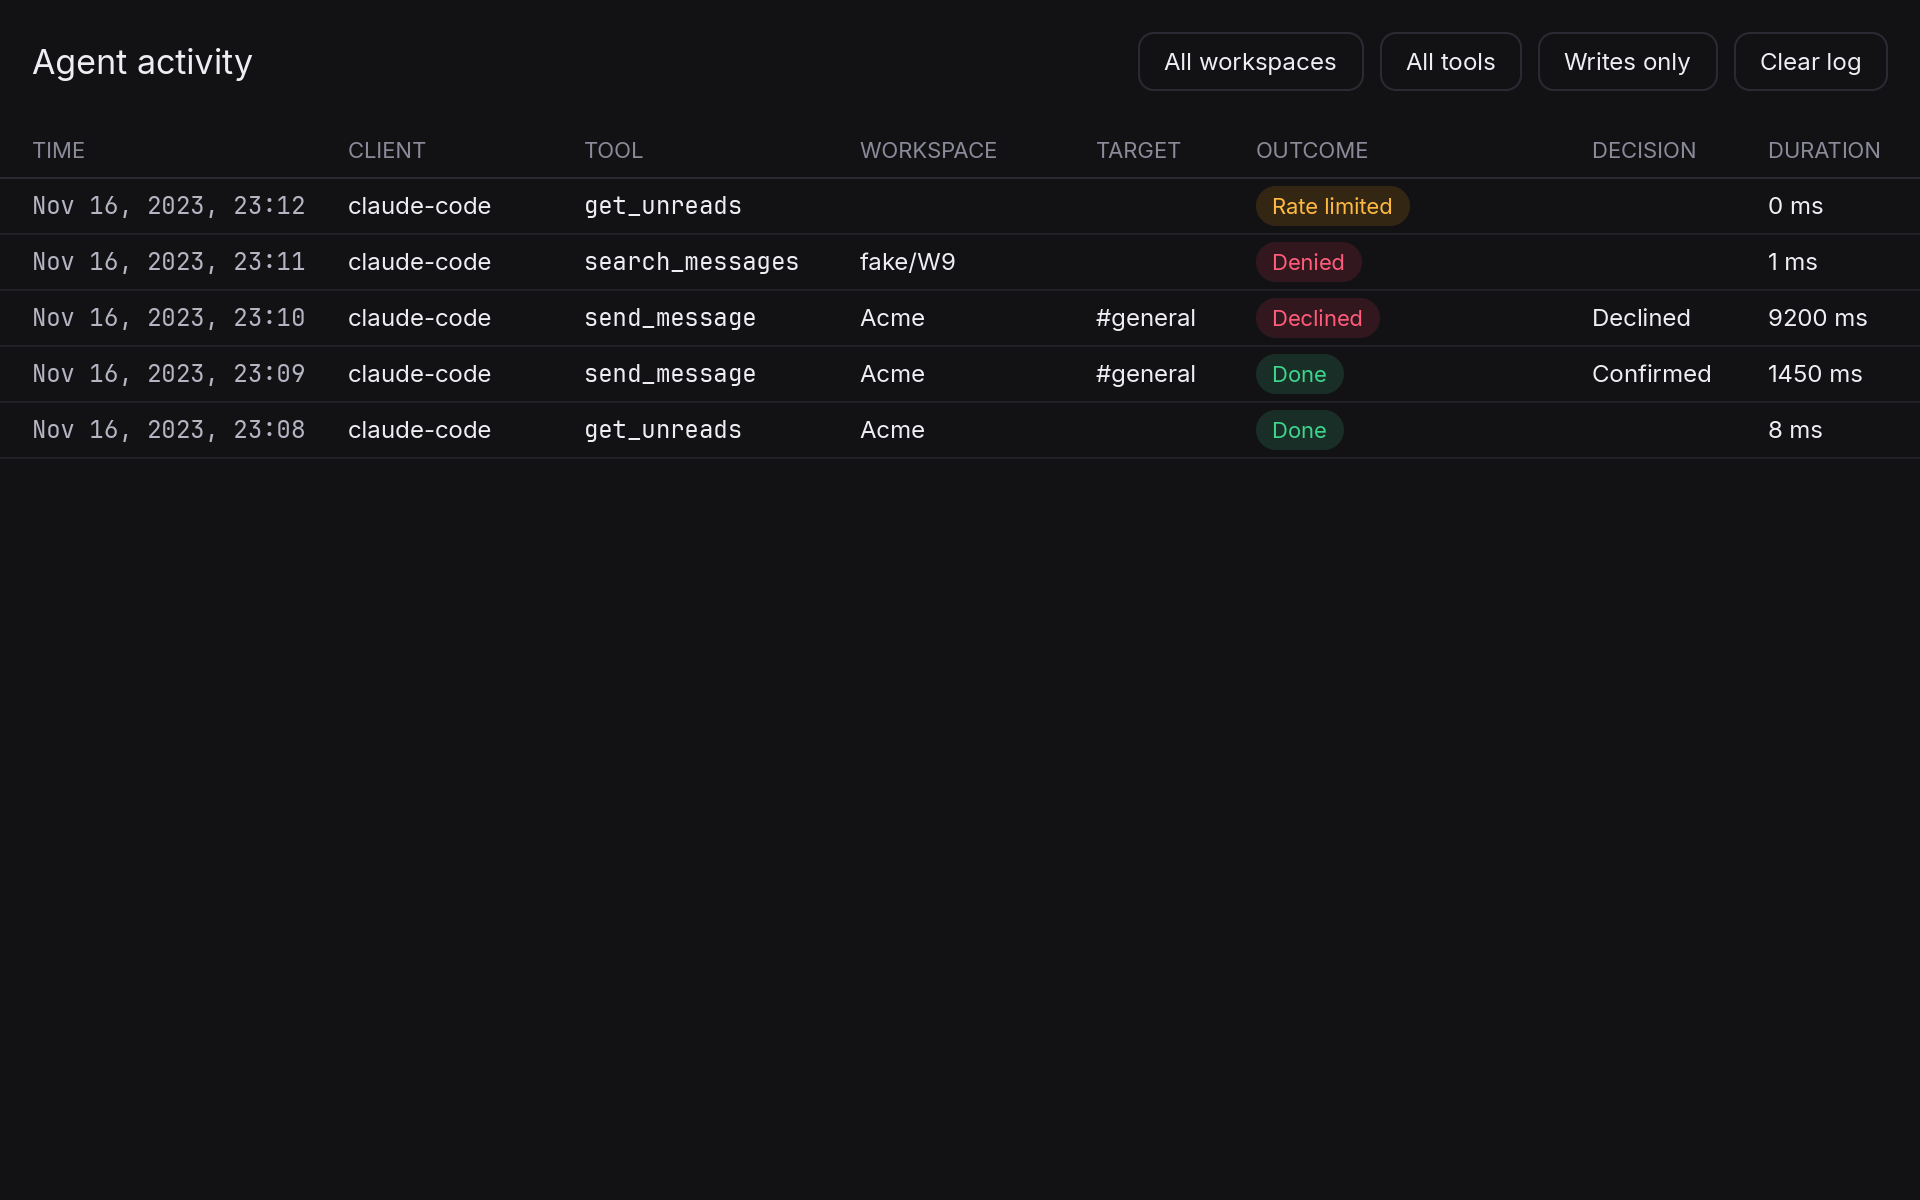 Agent activity All workspaces All tools Writes only Clear log
TIME CLIENT TOOL WORKSPACE TARGET OUTCOME DECISION DURATION
Nov 16, 2023, 23:12 claude-code get_unreads Rate limited 0 ms
Nov 16, 2023, 23:11 claude-code search_messages fake/W9 Denied 1 ms
Nov 16, 2023, 23:10 claude-code send_message Acme #general Declined Declined 9200 ms
Nov 16, 2023, 23:09 claude-code send_message Acme #general Done Confirmed 1450 ms
Nov 16, 2023, 23:08 claude-code get_unreads Acme Done 8 ms